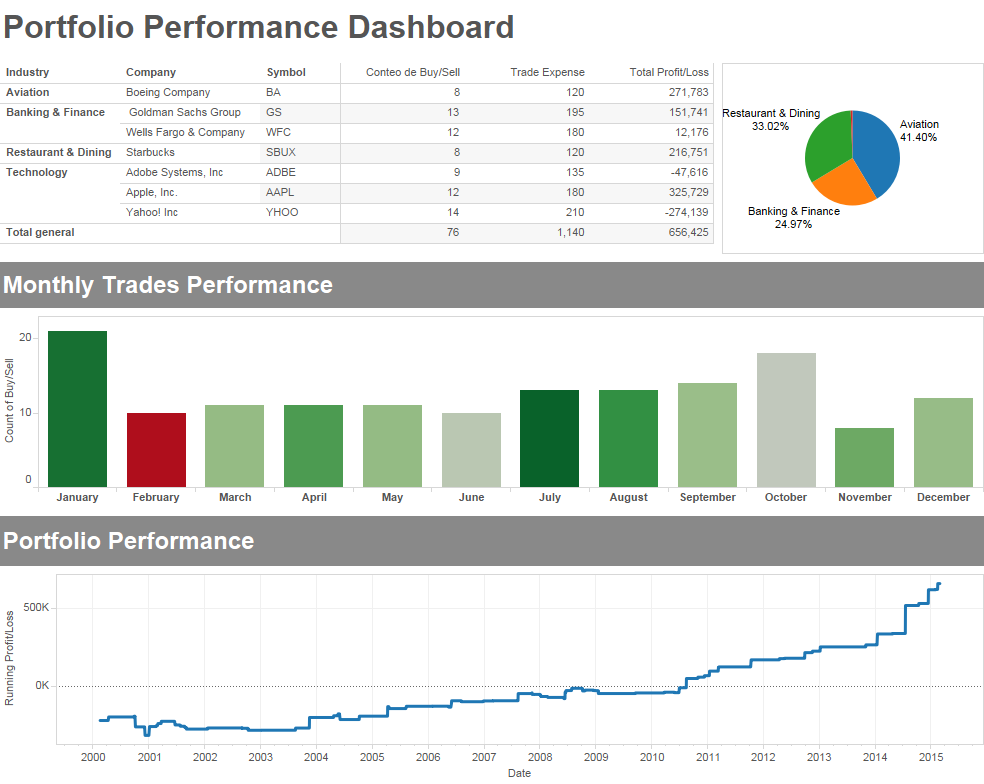 Portfolio Performance Dashboard
Industry Company Symbol Conteo de Buy/Sell Trade Expense Total Profit/Loss
Aviation Boeing Company BA 8 120 271,783
Banking & Finance Goldman Sachs Group GS 13 195 151,741
Wells Fargo & Company WFC 12 180 12,176
Restaurant & Dining Starbucks SBUX 8 120 216,751
Technology Adobe Systems, Inc ADBE 9 135 -47,616
Apple, Inc. AAPL 12 180 325,729
Yahoo! Inc YHOO 14 210 -274,139
Total general 76 1,140 656,425
Restaurant & Dining
33.02%
Aviation
41.40%
Banking & Finance
24.97%
Monthly Trades Performance
Count of Buy/Sell
20
10
0
January February March April May June July August September October November December
Portfolio Performance
Running Profit/Loss
500K
0K
2000 2001 2002 2003 2004 2005 2006 2007 2008 2009 2010 2011 2012 2013 2014 2015
Date